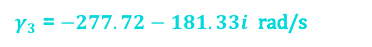 γ₃ = −277.72 − 181.33i rad/s